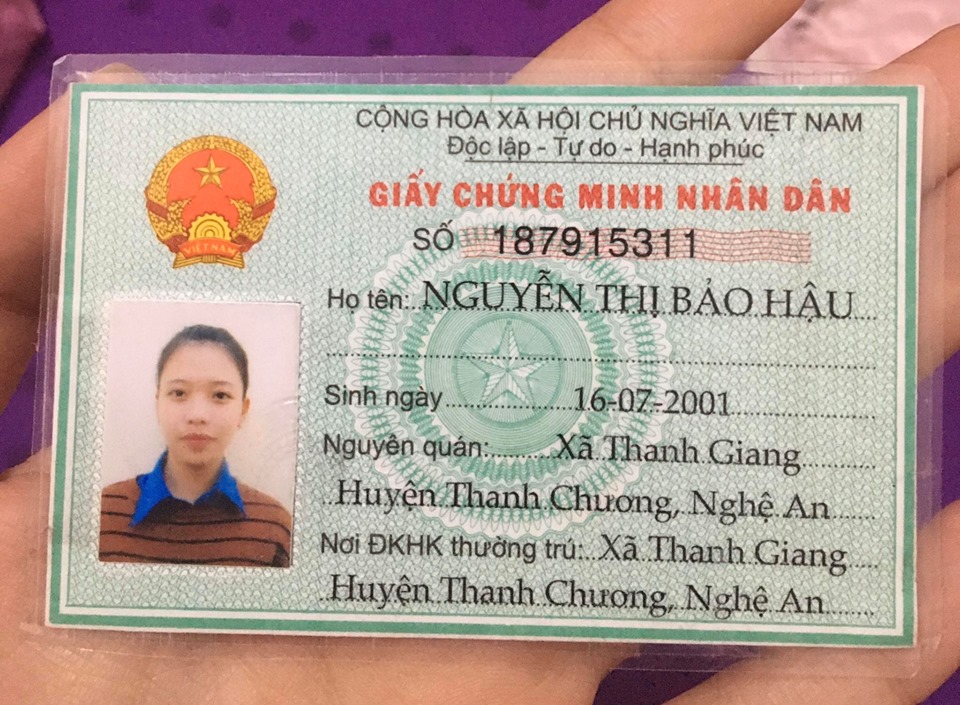 CỘNG HÒA XÃ HỘI CHỦ NGHĨA VIỆT NAM
Độc lập - Tự do - Hạnh phúc
GIẤY CHỨNG MINH NHÂN DÂN
SỐ 187915311
VIỆT NAM
Họ tên: NGUYỄN THỊ BẢO HẬU
Sinh ngày 16-07-2001
Nguyên quán: Xã Thanh Giang
Huyện Thanh Chương, Nghệ An
Nơi ĐKHK thường trú: Xã Thanh Giang
Huyện Thanh Chương, Nghệ An